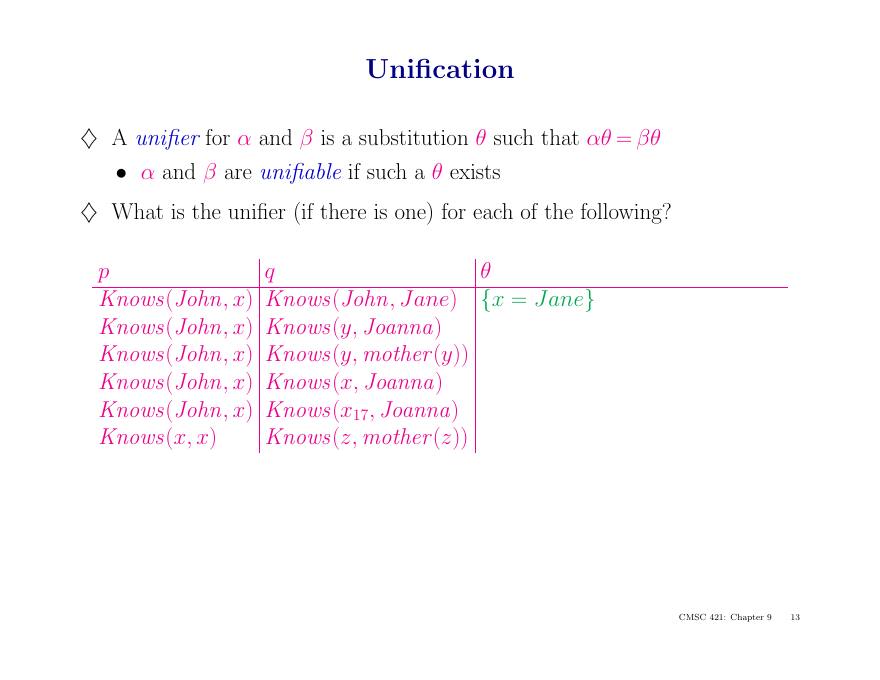 Unification
♢ A unifier for α and β is a substitution θ such that αθ = βθ
• α and β are unifiable if such a θ exists
♢ What is the unifier (if there is one) for each of the following?
p q θ
Knows(John, x) Knows(John, Jane) {x = Jane}
Knows(John, x) Knows(y, Joanna)
Knows(John, x) Knows(y, mother(y))
Knows(John, x) Knows(x, Joanna)
Knows(John, x) Knows(x₁₇, Joanna)
Knows(x, x) Knows(z, mother(z))
CMSC 421: Chapter 9 13